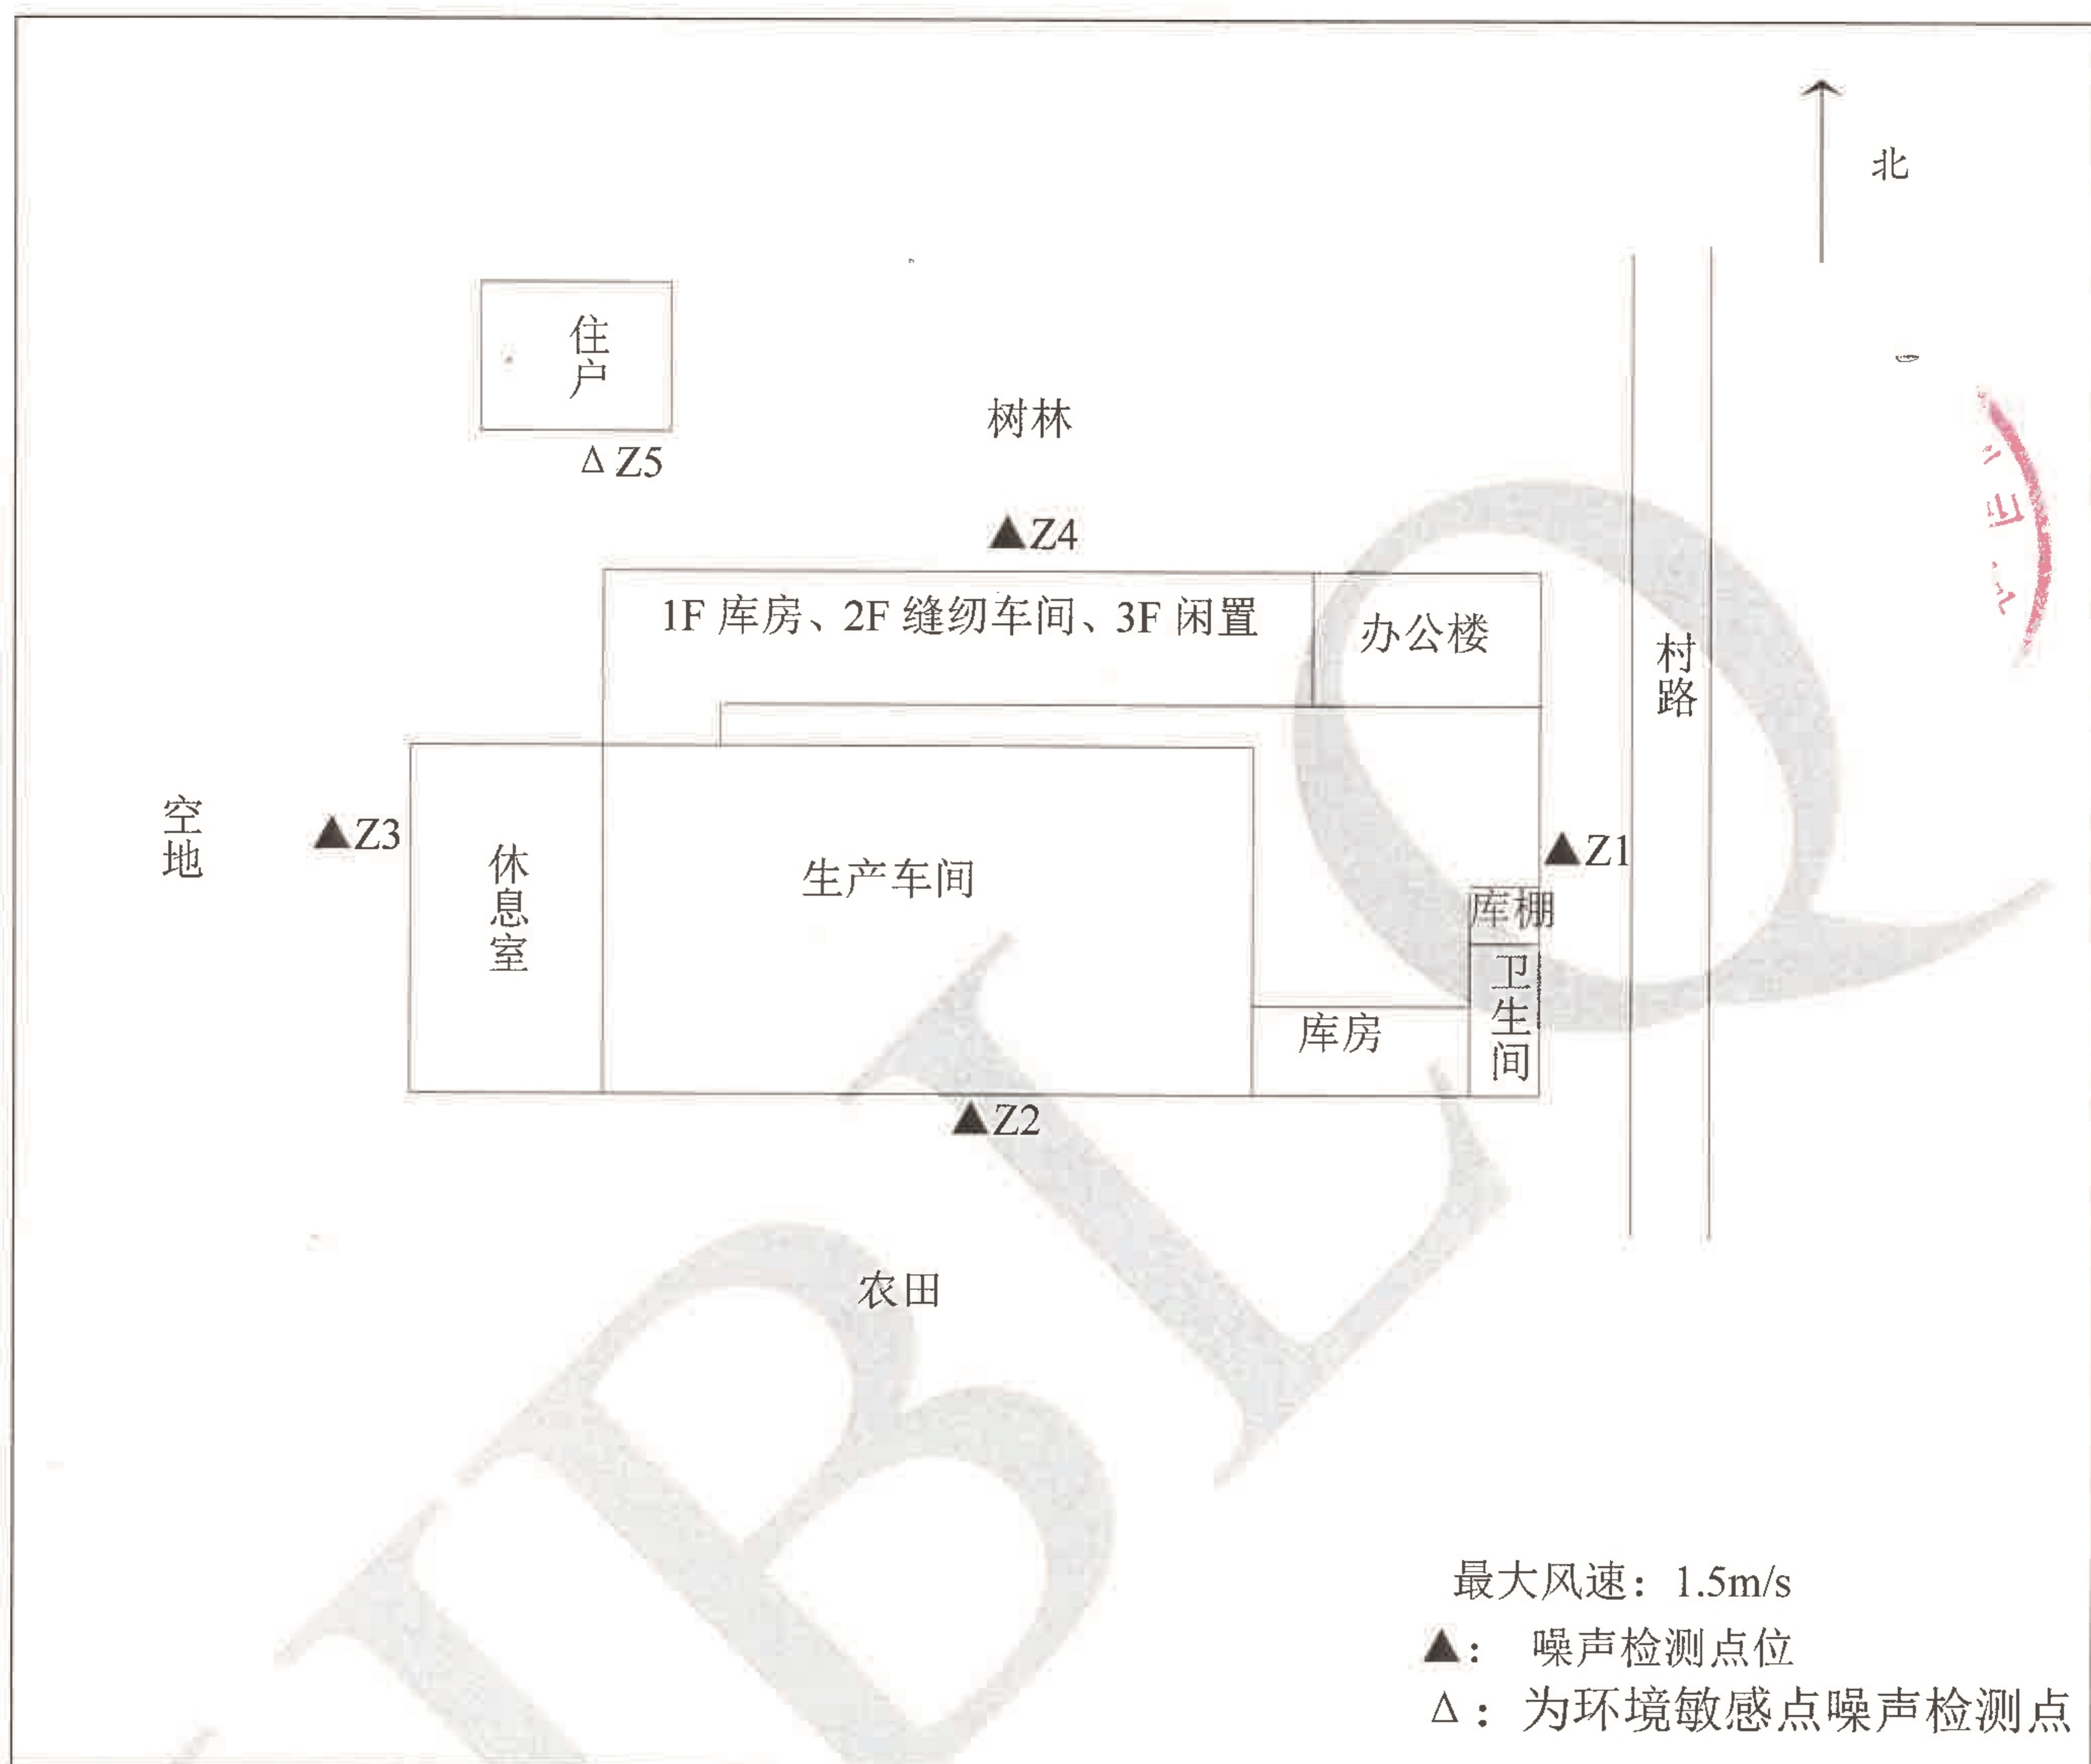 北
住户
树林
Δ Z5
▲Z4
1F 库房、2F 缝纫车间、3F 闲置
办公楼
村路
空地
▲Z3
休息室
生产车间
▲Z1
库棚
卫生间
库房
▲Z2
农田
最大风速：1.5m/s
▲： 噪声检测点位
Δ：为环境敏感点噪声检测点